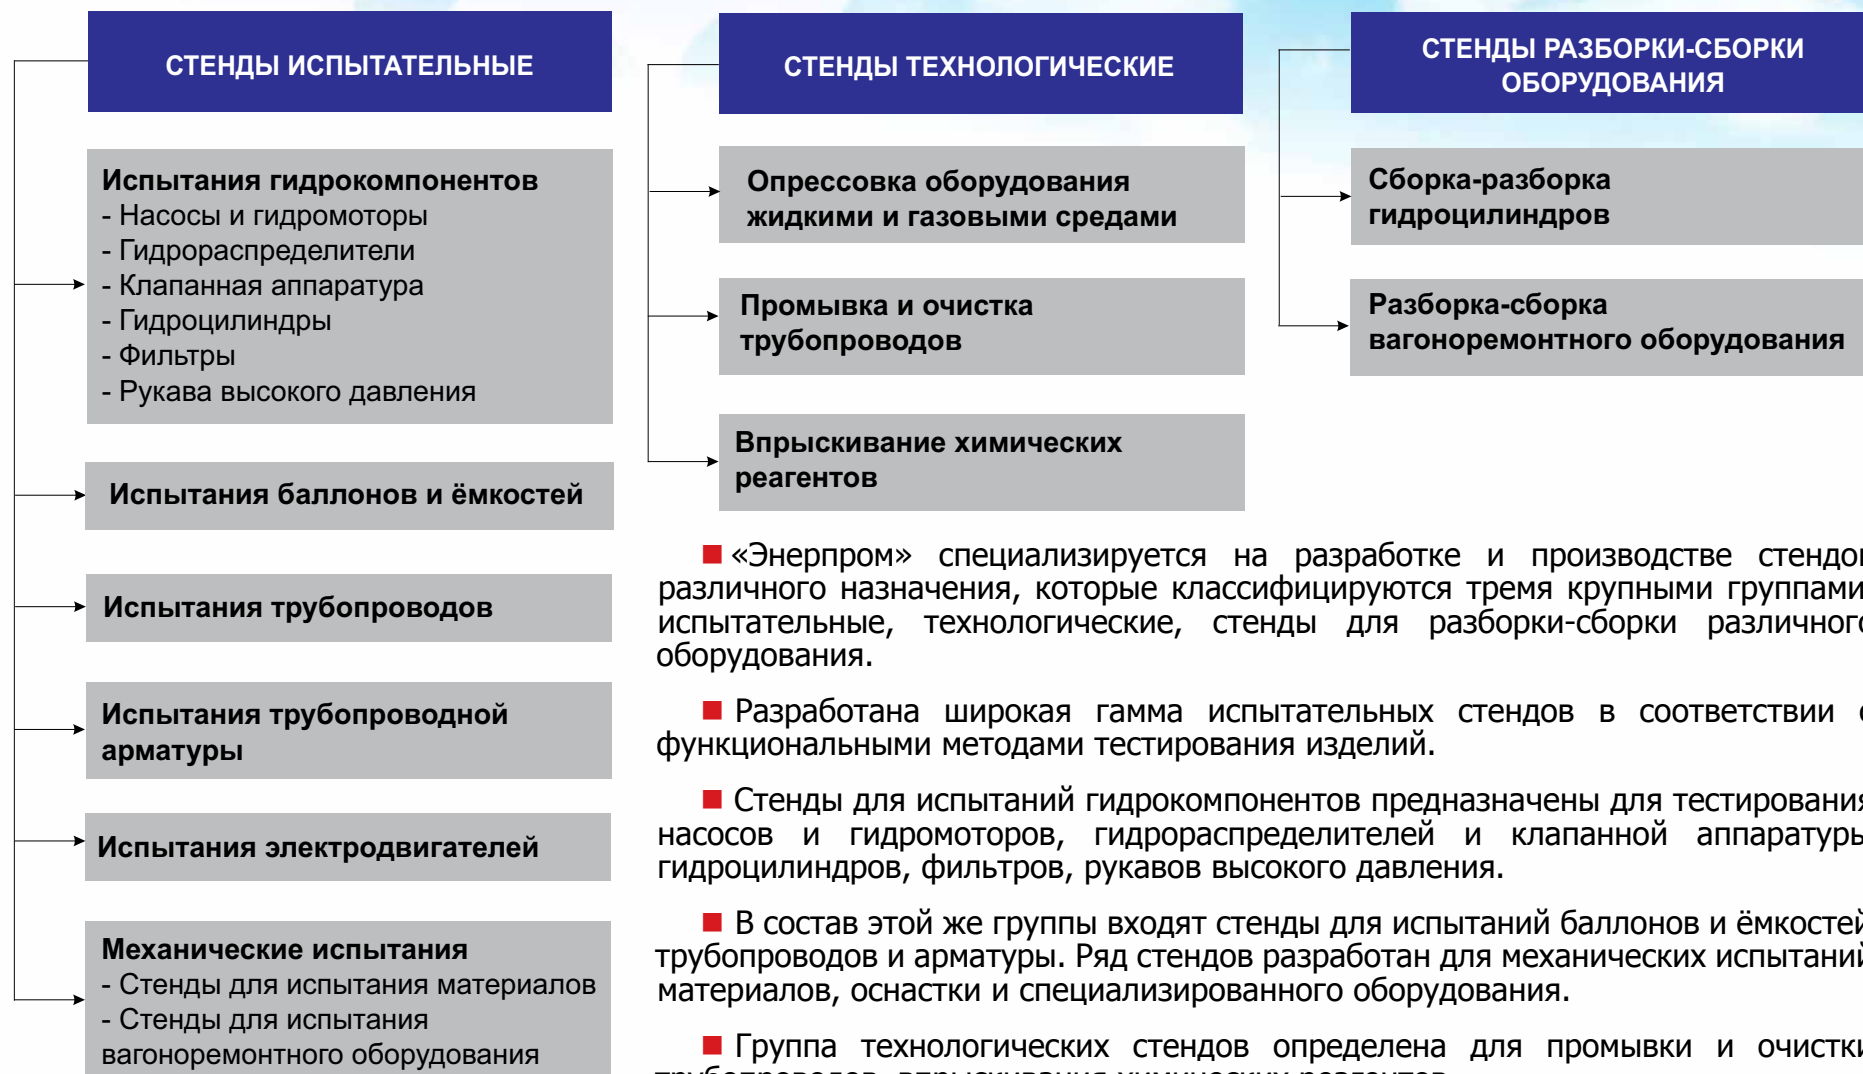 СТЕНДЫ ИСПЫТАТЕЛЬНЫЕ
Испытания гидрокомпонентов
- Насосы и гидромоторы
- Гидрораспределители
- Клапанная аппаратура
- Гидроцилиндры
- Фильтры
- Рукава высокого давления
Испытания баллонов и ёмкостей
Испытания трубопроводов
Испытания трубопроводной
арматуры
Испытания электродвигателей
Механические испытания
- Стенды для испытания материалов
- Стенды для испытания
вагоноремонтного оборудования
СТЕНДЫ ТЕХНОЛОГИЧЕСКИЕ
Опрессовка оборудования
жидкими и газовыми средами
Промывка и очистка
трубопроводов
Впрыскивание химических
реагентов
СТЕНДЫ РАЗБОРКИ-СБОРКИ
ОБОРУДОВАНИЯ
Сборка-разборка
гидроцилиндров
Разборка-сборка
вагоноремонтного оборудования
«Энерпром» специализируется на разработке и производстве стендов
различного назначения, которые классифицируются тремя крупными группами
испытательные, технологические, стенды для разборки-сборки различного
оборудования.
Разработана широкая гамма испытательных стендов в соответствии с
функциональными методами тестирования изделий.
Стенды для испытаний гидрокомпонентов предназначены для тестирования
насосов и гидромоторов, гидрораспределителей и клапанной аппаратуры
гидроцилиндров, фильтров, рукавов высокого давления.
В состав этой же группы входят стенды для испытаний баллонов и ёмкостей
трубопроводов и арматуры. Ряд стендов разработан для механических испытаний
материалов, оснастки и специализированного оборудования.
Группа технологических стендов определена для промывки и очистки
трубопроводов, впрыскивания химических реагентов